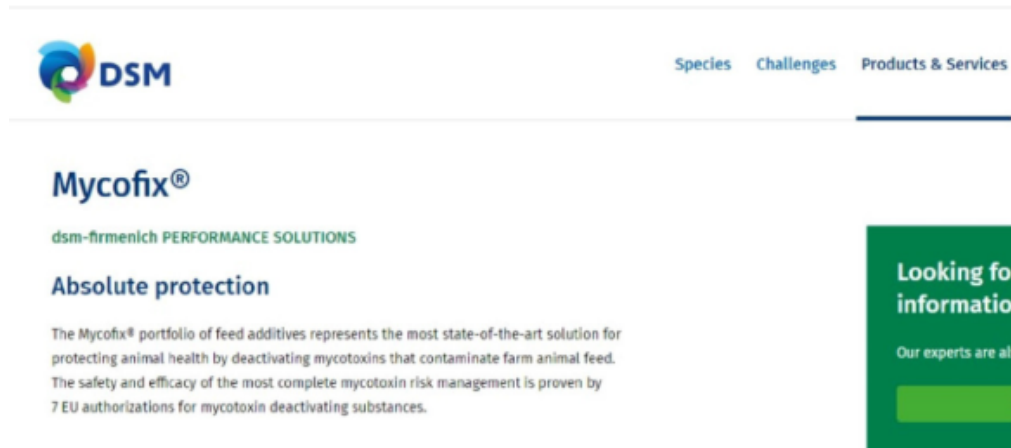 DSM
Species Challenges Products & Services
Mycofix®
dsm-firmenich PERFORMANCE SOLUTIONS
Absolute protection
The Mycofix® portfolio of feed additives represents the most state-of-the-art solution for
protecting animal health by deactivating mycotoxins that contaminate farm animal feed.
The safety and efficacy of the most complete mycotoxin risk management is proven by
7 EU authorizations for mycotoxin deactivating substances.
Looking
Our experts are